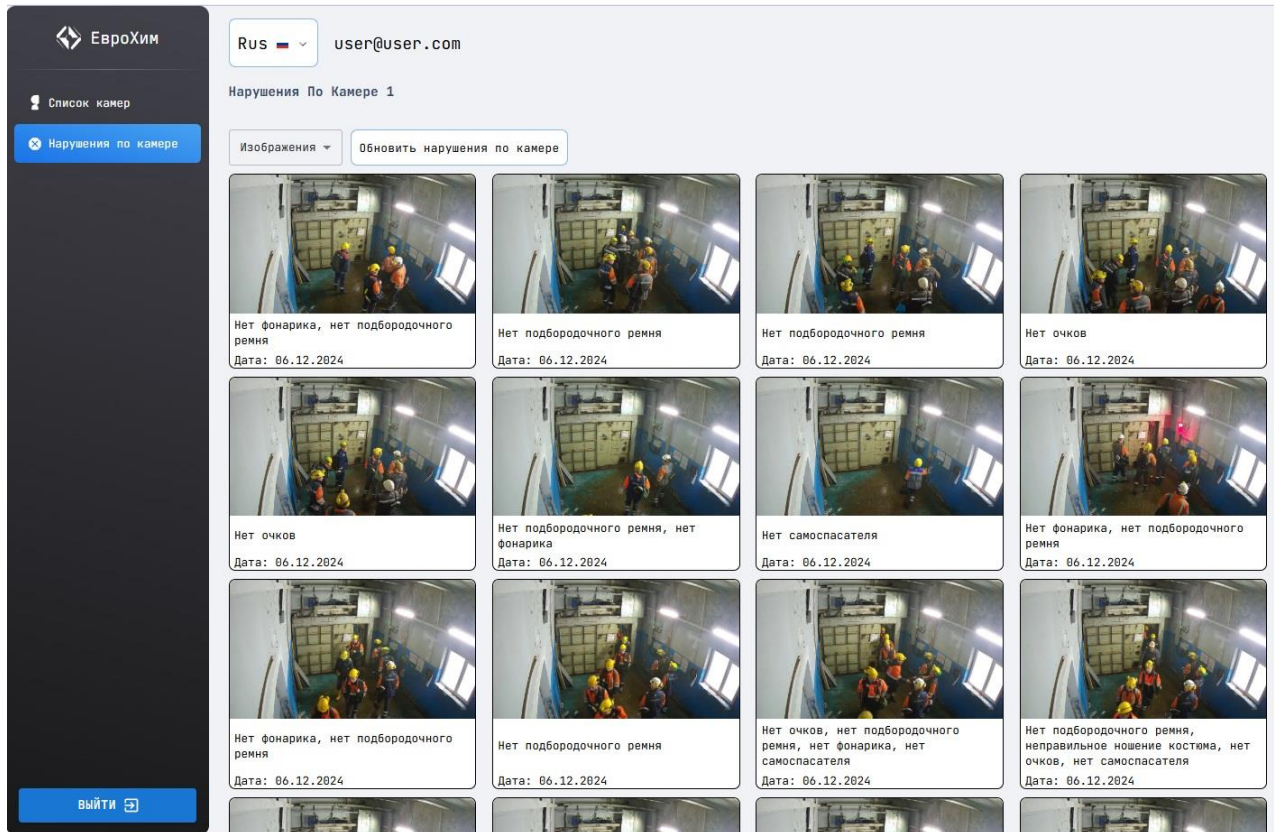 ЕвроХим
Список камер
Нарушения по камере
ВЫЙТИ
Rus
user@user.com
Нарушения По Камере 1
Изображения
Обновить нарушения по камере
Нет фонарика, нет подбородочного
ремня
Дата: 06.12.2024
Нет подбородочного ремня
Дата: 06.12.2024
Нет подбородочного ремня
Дата: 06.12.2024
Нет очков
Дата: 06.12.2024
Нет очков
Дата: 06.12.2024
Нет подбородочного ремня, нет
фонарика
Дата: 06.12.2024
Нет самоспасателя
Дата: 06.12.2024
Нет фонарика, нет подбородочного
ремня
Дата: 06.12.2024
Нет фонарика, нет подбородочного
ремня
Дата: 06.12.2024
Нет подбородочного ремня
Дата: 06.12.2024
Нет очков, нет подбородочного
ремня, нет фонарика, нет
самоспасателя
Дата: 06.12.2024
Нет подбородочного ремня,
неправильное ношение костюма, нет
очков, нет самоспасателя
Дата: 06.12.2024